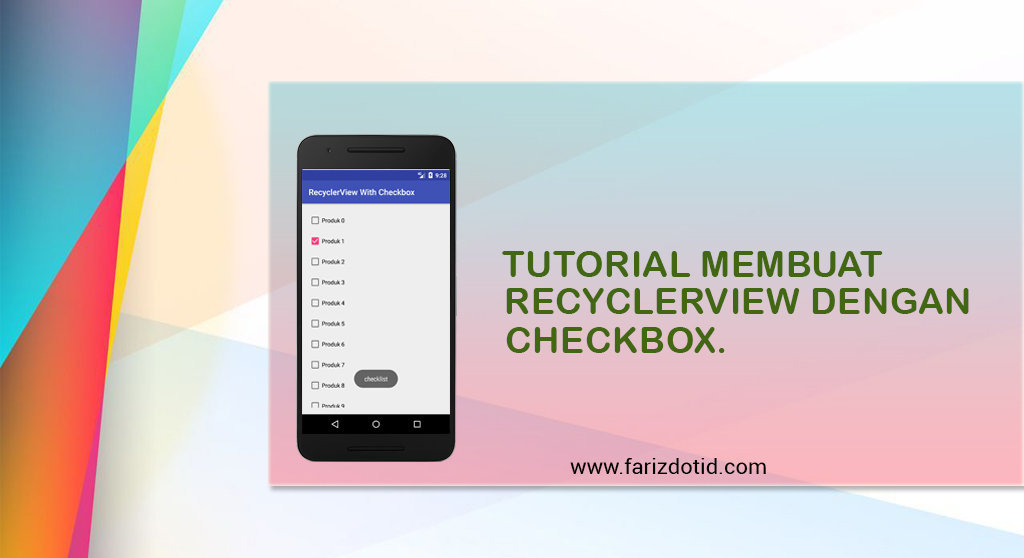 9:28
RecyclerView With Checkbox
Produk 0
Produk 1
Produk 2
Produk 3
Produk 4
Produk 5
Produk 6
Produk 7
Produk 8
checklist
Produk 9
TUTORIAL MEMBUAT
RECYCLERVIEW DENGAN
CHECKBOX.
www.farizdotid.com